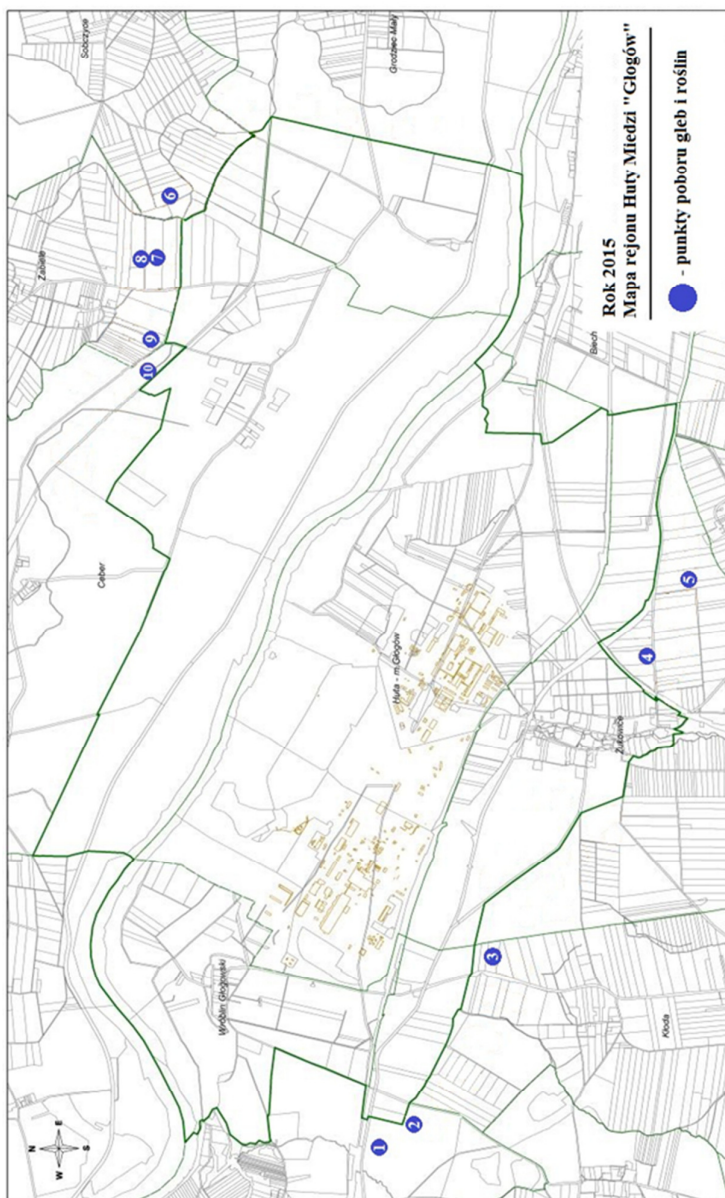 N
W E
S
Ceber
Zabiele
Sobczyce
10
9
8
7
6
Wróblin Głogowski
Huta - m.Głogów
Grodziec Mały
1
2
3
Żukowice
Biech
4
5
Kłoda
Rok 2015
Mapa rejonu Huty Miedzi "Głogów"
- punkty poboru gleb i roślin